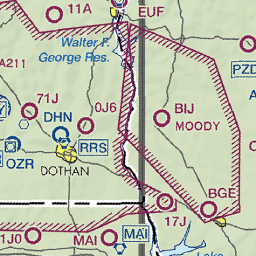 11A
EUF
Walter F.
George Res.
A211
PZD
71J
0J6
BIJ
MOODY
DHN
OZR
RRS
DOTHAN
BGE
17J
1J0
MAI
MAI
Lake